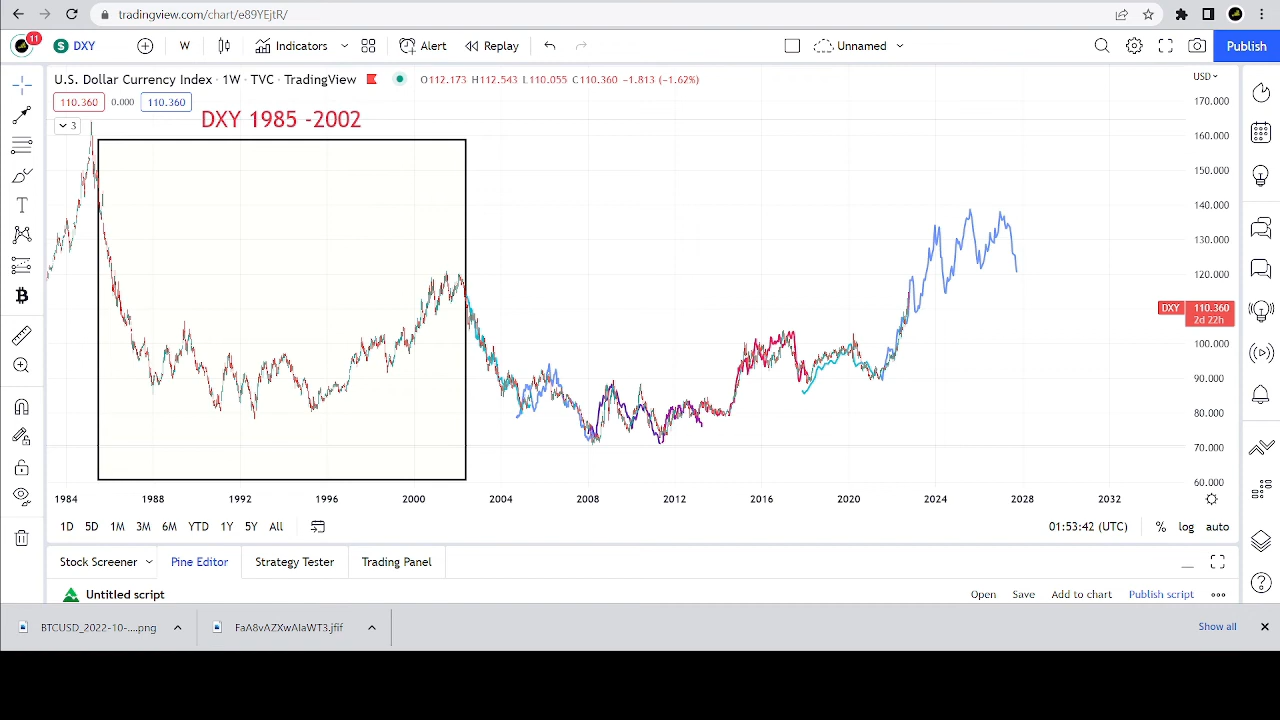 tradingview.com/chart/e89YEjtR/
11 S DXY W Indicators Alert Replay Unnamed Publish
U.S. Dollar Currency Index · 1W · TVC · TradingView O112.173 H112.543 L110.055 C110.360 −1.813 (−1.62%) USD
110.360 0.000 110.360
170.000
DXY 1985 -2002
3
160.000
150.000
140.000
130.000
120.000
DXY 110.360
2d 22h
100.000
90.000
80.000
70.000
60.000
1984 1988 1992 1996 2000 2004 2008 2012 2016 2020 2024 2028 2032
1D 5D 1M 3M 6M YTD 1Y 5Y All 01:53:42 (UTC) % log auto
Stock Screener Pine Editor Strategy Tester Trading Panel
Untitled script Open Save Add to chart Publish script
BTCUSD_2022-10-....png FaA8vAZXwAIaWT3.jfif Show all